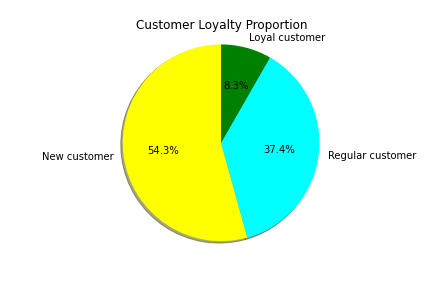 Customer Loyalty Proportion
Loyal customer
8.3%
54.3%
37.4%
New customer
Regular customer